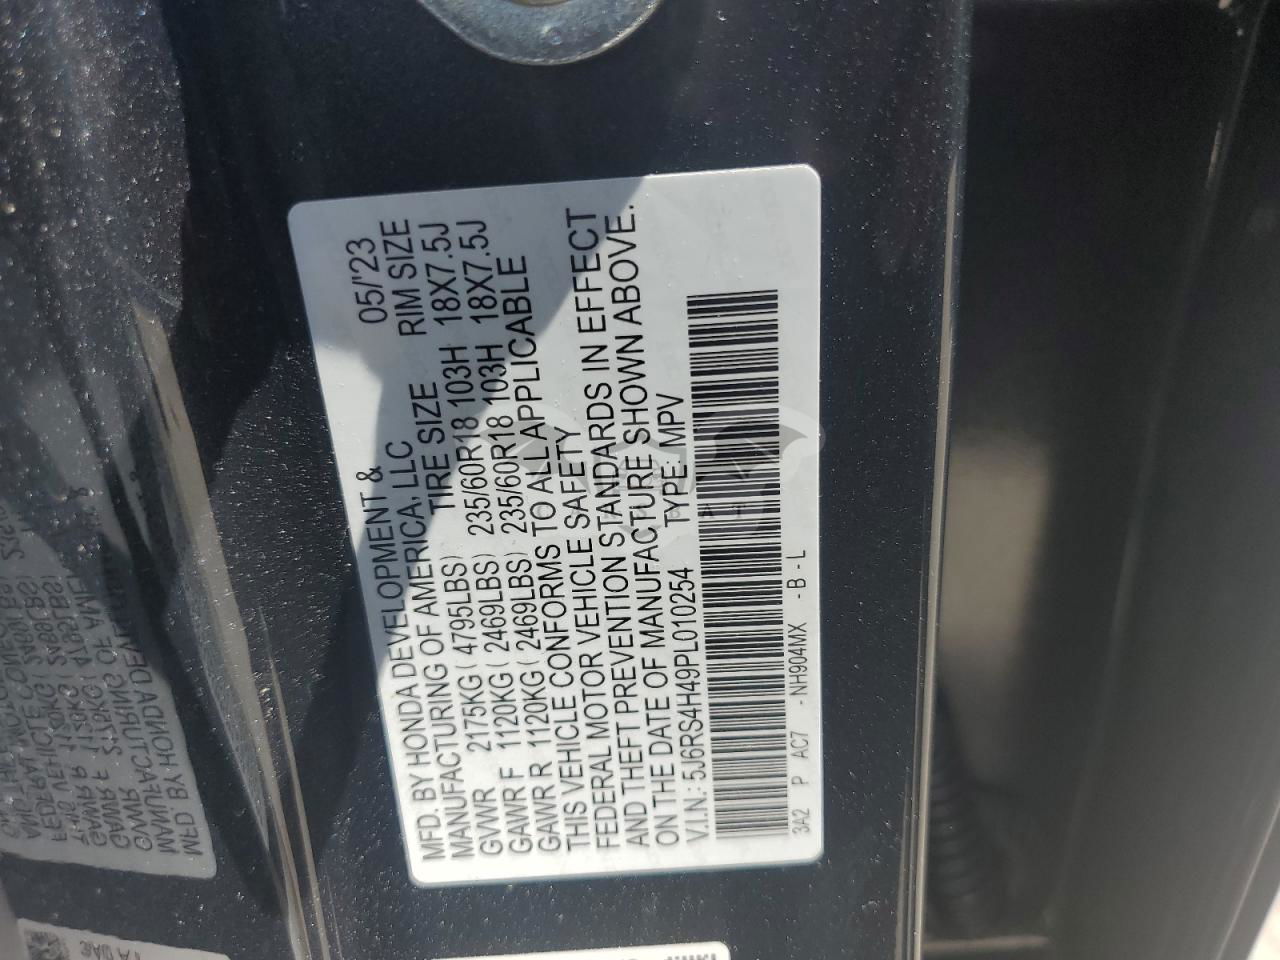 MFD. BY HONDA DEVELOPMENT & 05/'23
MANUFACTURING OF AMERICA, LLC
TIRE SIZE RIM SIZE
GVWR 2175KG ( 4795LBS)
GAWR F 1120KG ( 2469LBS) 235/60R18 103H 18X7.5J
GAWR R 1120KG ( 2469LBS) 235/60R18 103H 18X7.5J
THIS VEHICLE CONFORMS TO ALL APPLICABLE
FEDERAL MOTOR VEHICLE SAFETY
AND THEFT PREVENTION STANDARDS IN EFFECT
ON THE DATE OF MANUFACTURE SHOWN ABOVE.
V.I.N.: 5J6RS4H49PL010254 TYPE: MPV
3A2 P AC7 - NH904MX - B - L